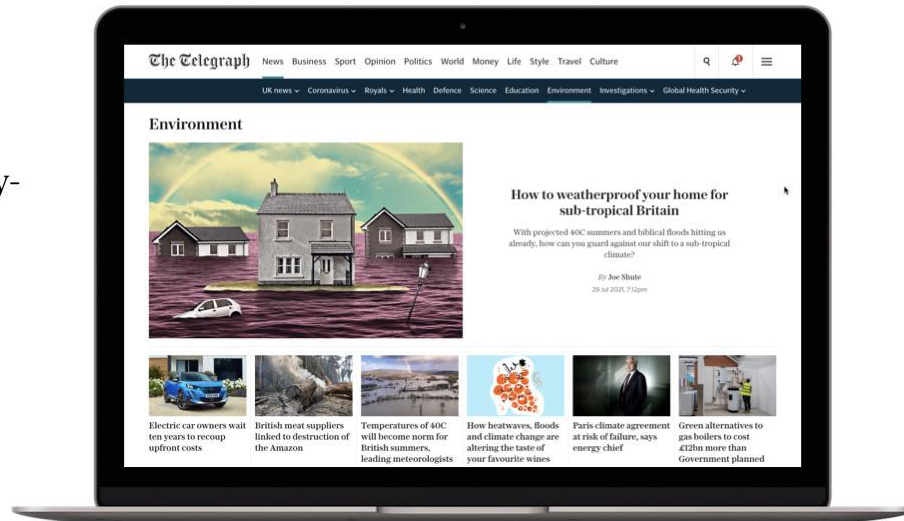 y-
The Telegraph
News Business Sport Opinion Politics World Money Life Style Travel Culture
UK news Coronavirus Royals Health Defence Science Education Environment Investigations Global Health Security
Environment
How to weatherproof your home for
sub-tropical Britain
With projected 40C summers and biblical floods hitting us
already, how can you guard against our shift to a sub-tropical
climate?
By Joe Shute
29 Jul 2021, 7:12pm
Electric car owners wait
ten years to recoup
upfront costs
British meat suppliers
linked to destruction of
the Amazon
Temperatures of 40C
will become norm for
British summers,
leading meteorologists
How heatwaves, floods
and climate change are
altering the taste of
your favourite wines
Paris climate agreement
at risk of failure, says
energy chief
Green alternatives to
gas boilers to cost
£12bn more than
Government planned